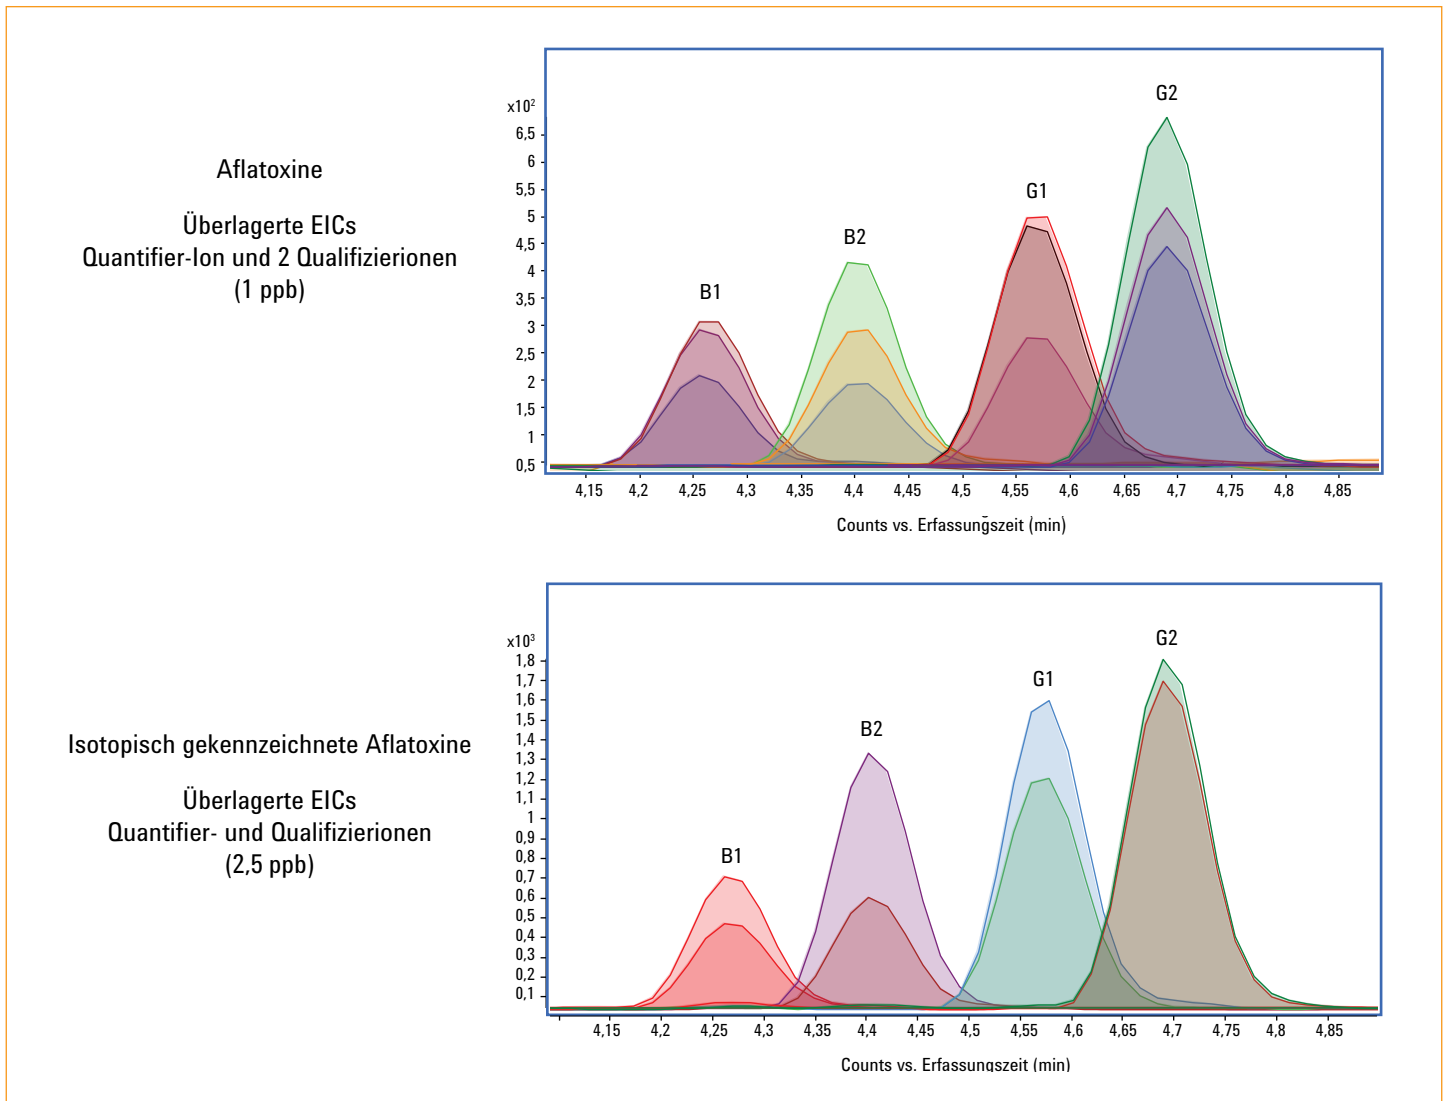 Aflatoxine
Überlagerte EICs
Quantifier-Ion und 2 Qualifizierionen
(1 ppb)
x10²
6,5
6
5,5
5
4,5
4
3,5
3
2,5
2
1,5
1
0,5
B1
B2
G1
G2
4,15 4,2 4,25 4,3 4,35 4,4 4,45 4,5 4,55 4,6 4,65 4,7 4,75 4,8 4,85
Counts vs. Erfassungszeit (min)
Isotopisch gekennzeichnete Aflatoxine
Überlagerte EICs
Quantifier- und Qualifizierionen
(2,5 ppb)
x10³
1,8
1,7
1,6
1,5
1,4
1,3
1,2
1,1
1
0,9
0,8
0,7
0,6
0,5
0,4
0,3
0,2
0,1
B1
B2
G1
G2
4,15 4,2 4,25 4,3 4,35 4,4 4,45 4,5 4,55 4,6 4,65 4,7 4,75 4,8 4,85
Counts vs. Erfassungszeit (min)